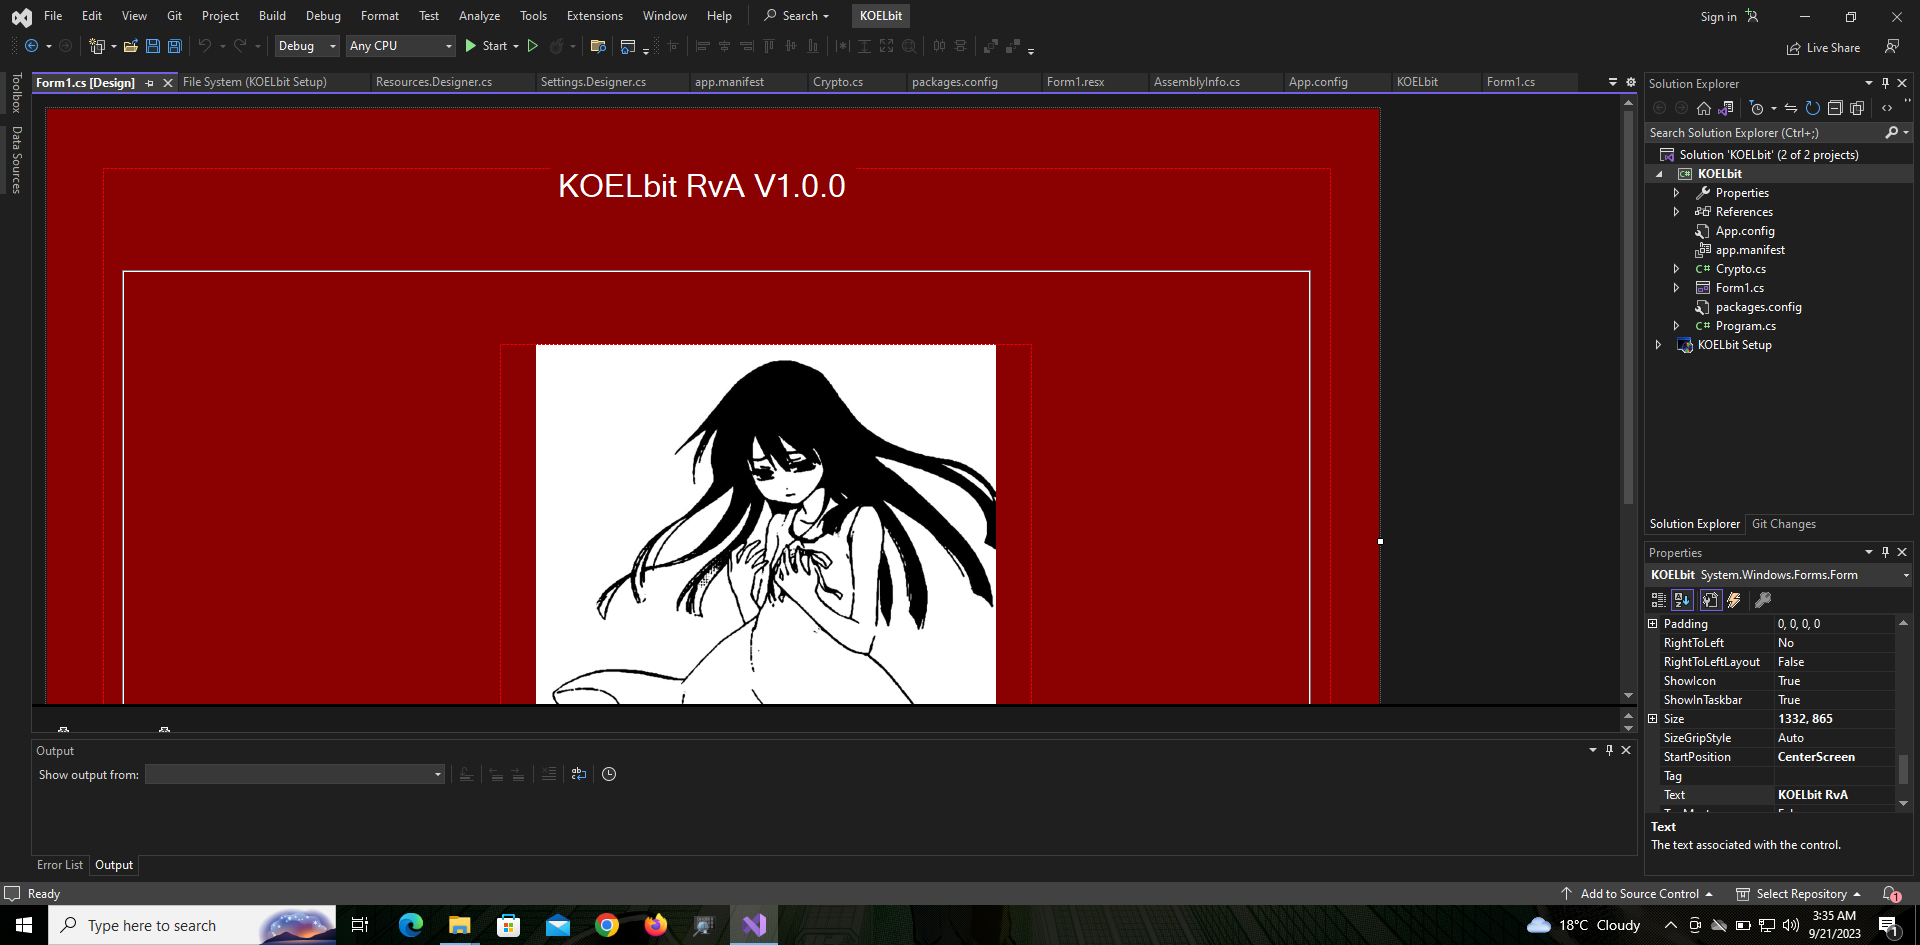 File Edit View Git Project Build Debug Format Test Analyze Tools Extensions Window Help Search KOELbit Sign in
Debug Any CPU Start Live Share
Form1.cs [Design] File System (KOELbit Setup) Resources.Designer.cs Settings.Designer.cs app.manifest Crypto.cs packages.config Form1.resx AssemblyInfo.cs App.config KOELbit Form1.cs
Toolbox
Data Sources
KOELbit RvA V1.0.0
Solution Explorer
Search Solution Explorer (Ctrl+;)
Solution 'KOELbit' (2 of 2 projects)
C# KOELbit
Properties
References
App.config
app.manifest
C# Crypto.cs
Form1.cs
packages.config
C# Program.cs
KOELbit Setup
Solution Explorer Git Changes
Properties
KOELbit System.Windows.Forms.Form
Padding 0, 0, 0, 0
RightToLeft No
RightToLeftLayout False
ShowIcon True
ShowInTaskbar True
Size 1332, 865
SizeGripStyle Auto
StartPosition CenterScreen
Tag
Text KOELbit RvA
Text
The text associated with the control.
Output
Show output from:
Error List Output
Ready Add to Source Control Select Repository 1
Type here to search 18°C Cloudy 3:35 AM
9/21/2023 1